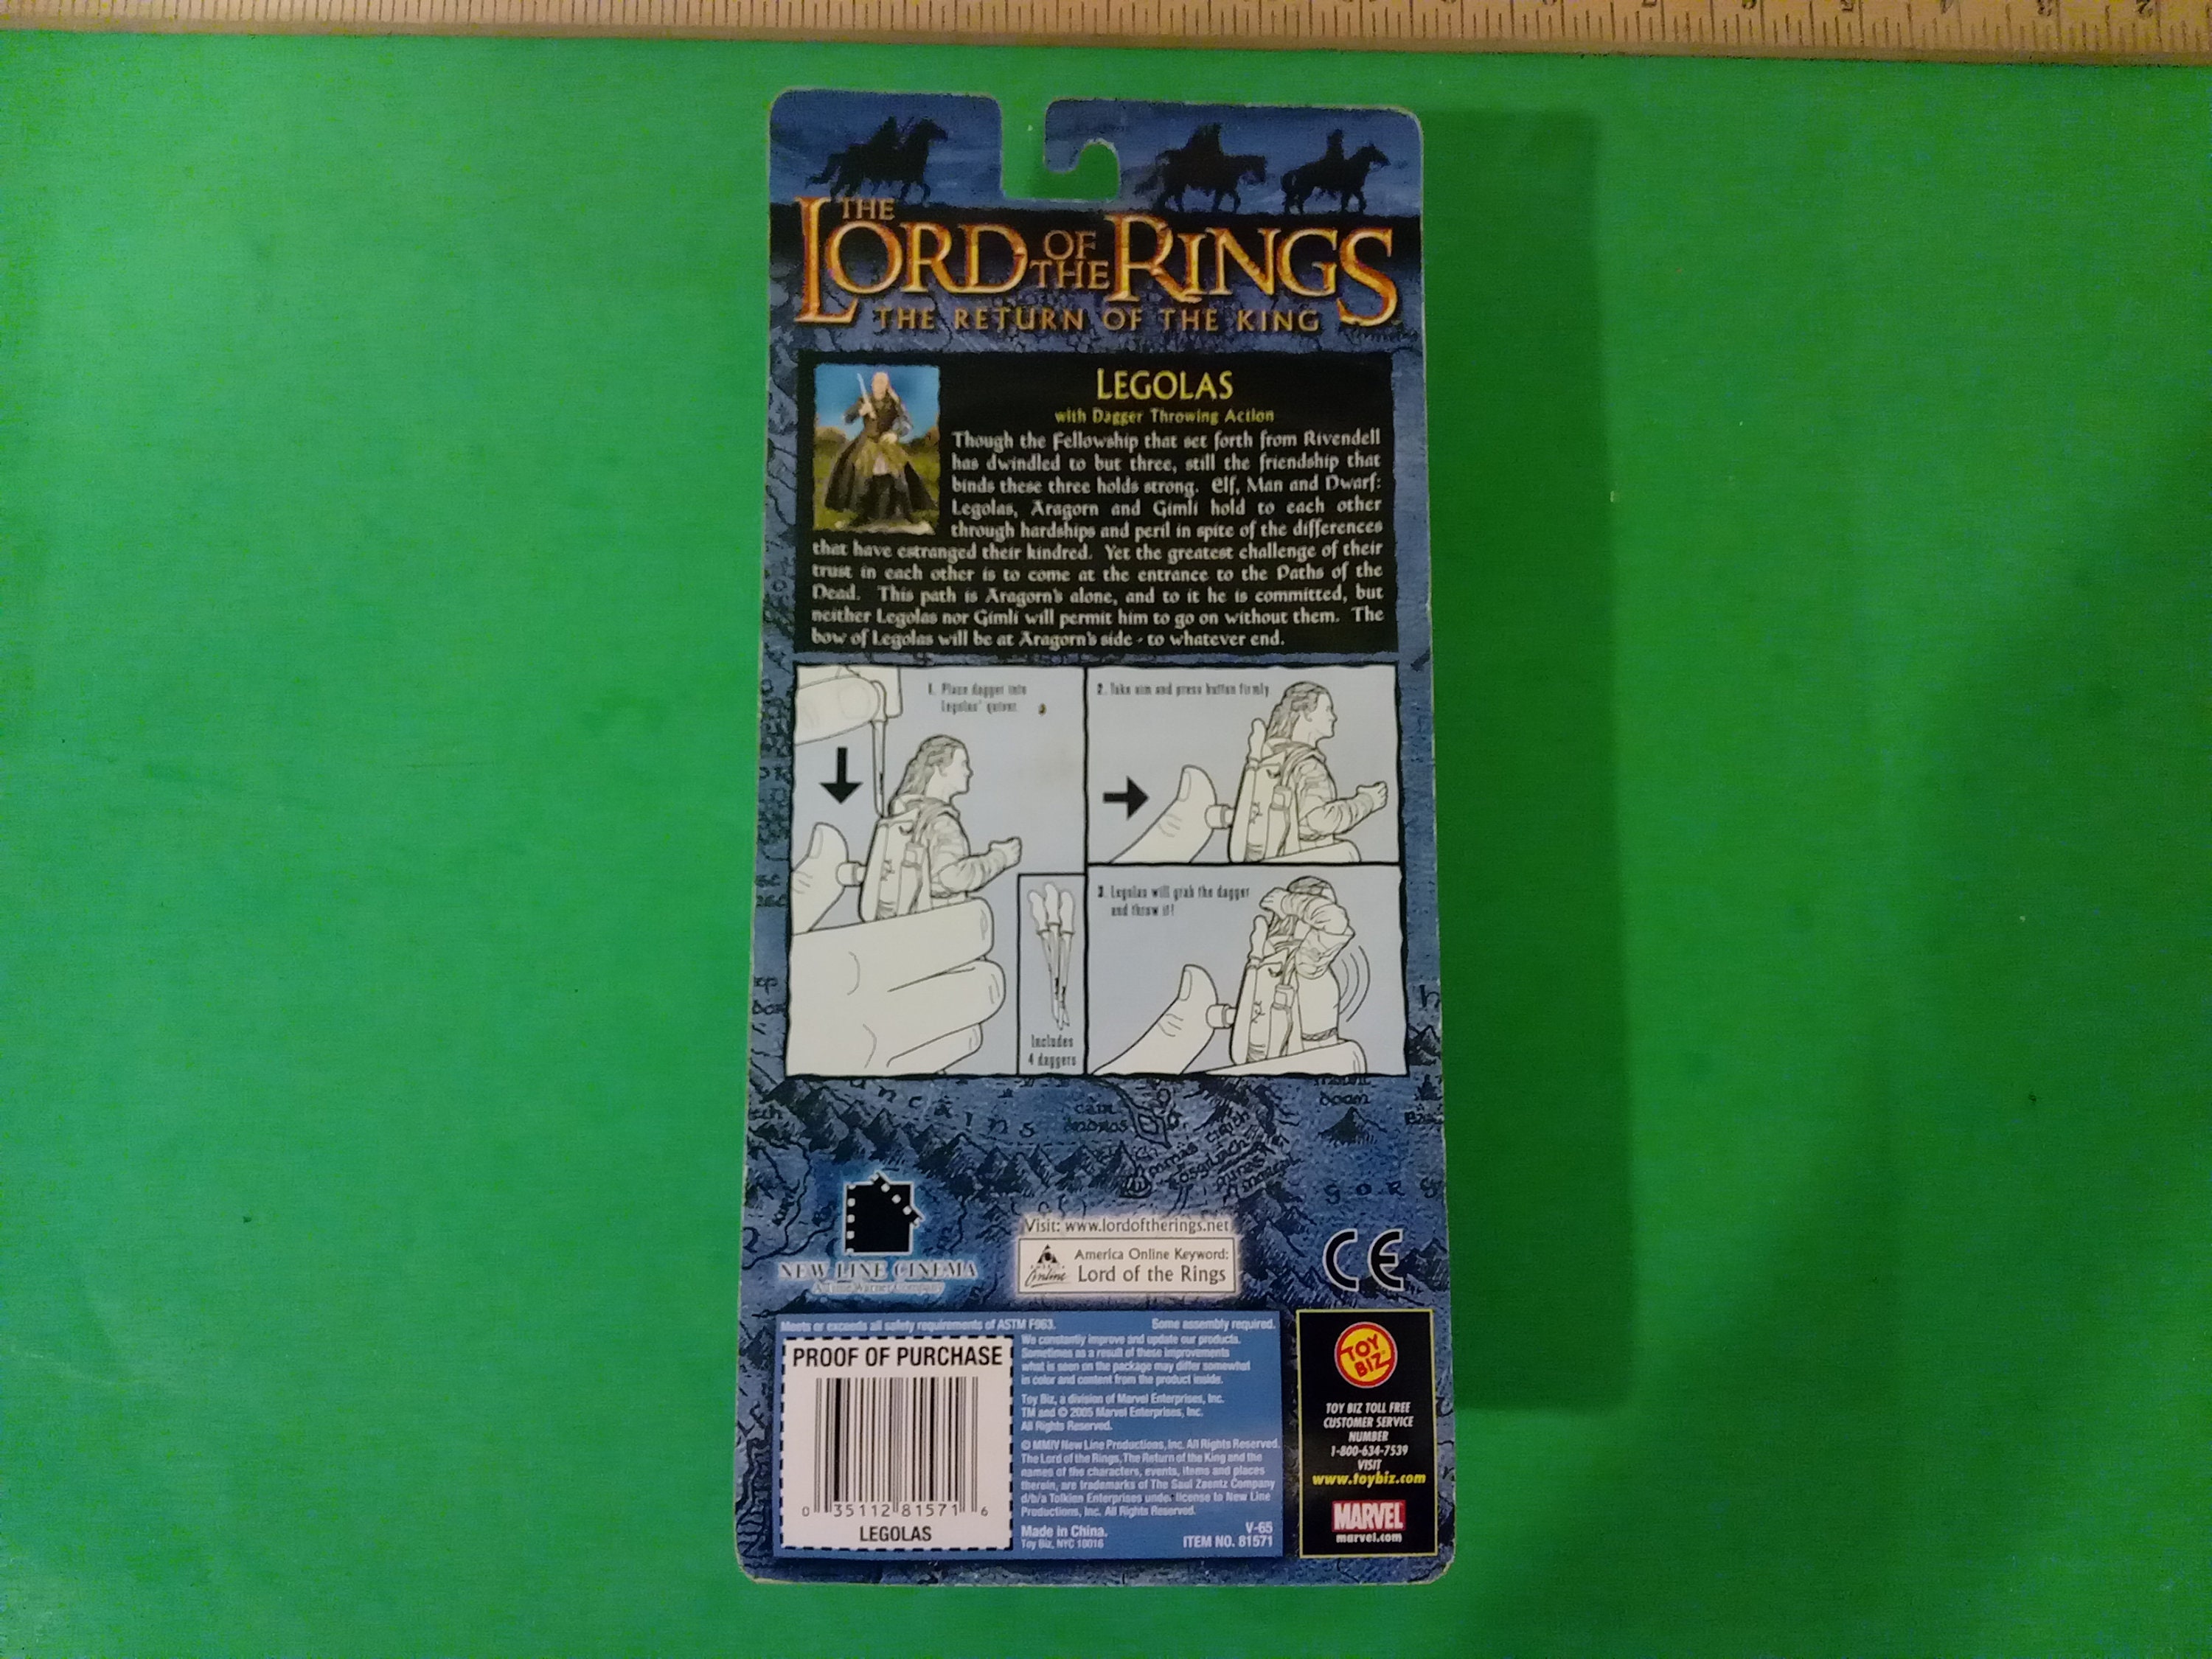 THE
LORD OF THE RINGS
THE RETURN OF THE KING
LEGOLAS
with Dagger Throwing Action
Though the Fellowship that set forth from Rivendell
has dwindled to but three, still the friendship that
binds these three holds strong. Elf, Man and Dwarf:
Legolas, Aragorn and Gimli hold to each other
through hardships and peril in spite of the differences
that have estranged their kindred. Yet the greatest challenge of their
trust in each other is to come at the entrance to the Paths of the
Dead. This path is Aragorn's alone, and to it he is committed, but
neither Legolas nor Gimli will permit him to go on without them. The
bow of Legolas will be at Aragorn's side - to whatever end.
1. Place dagger into
Legolas' quiver.
2. Take aim and press button firmly
3. Legolas will grab the dagger
and throw it!
Includes
4 daggers
doom
cair
andros
GORG
NEW LINE CINEMA
A Time Warner Company
Visit: www.lordoftherings.net
America Online Keyword:
Lord of the Rings
CE
Meets or exceeds all safety requirements of ASTM F963. Some assembly required.
PROOF OF PURCHASE
0 35112 81571 6
LEGOLAS
We constantly improve and update our products.
Sometimes as a result of these improvements
what is seen on the package may differ somewhat
in color and content from the product inside.
Toy Biz, a division of Marvel Enterprises, Inc.
TM and © 2005 Marvel Enterprises, Inc.
All Rights Reserved.
© MMIV New Line Productions, Inc. All Rights Reserved.
The Lord of the Rings, The Return of the King and the
names of the characters, events, items and places
therein, are trademarks of The Saul Zaentz Company
d/b/a Tolkien Enterprises under license to New Line
Productions, Inc. All Rights Reserved.
Made in China.
Toy Biz, NYC 10016
V-65
ITEM NO. 81571
TOY
BIZ
TOY BIZ TOLL FREE
CUSTOMER SERVICE
NUMBER
1-800-634-7539
VISIT
www.toybiz.com
MARVEL
marvel.com